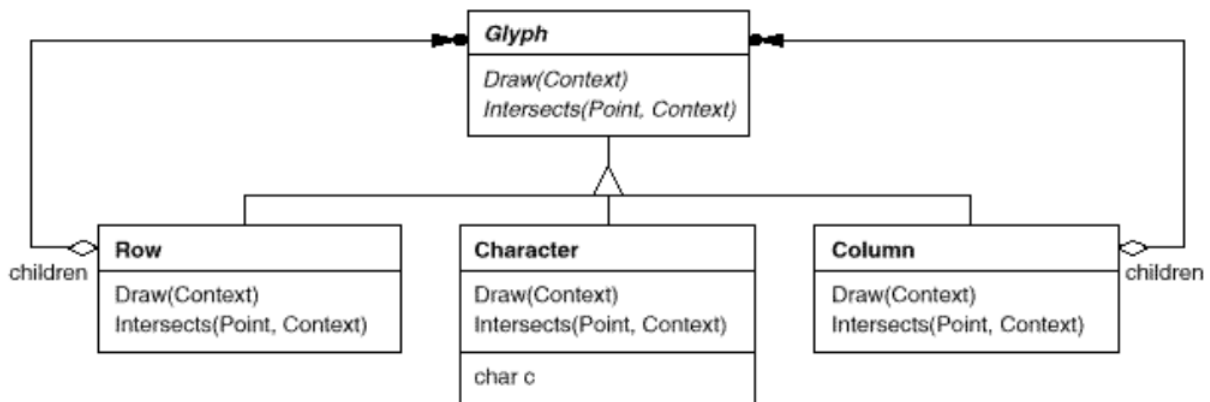 Glyph
Draw(Context)
Intersects(Point, Context)
children
Row
Draw(Context)
Intersects(Point, Context)
Character
Draw(Context)
Intersects(Point, Context)
char c
Column
Draw(Context)
Intersects(Point, Context)
children